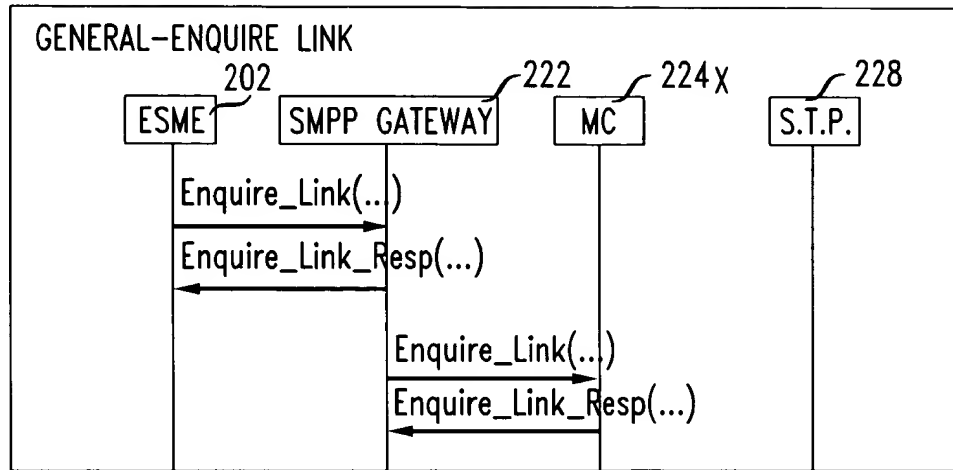 GENERAL-ENQUIRE LINK
202 222 224X 228
ESME SMPP GATEWAY MC S.T.P.
Enquire_Link(...)
Enquire_Link_Resp(...)
Enquire_Link(...)
Enquire_Link_Resp(...)